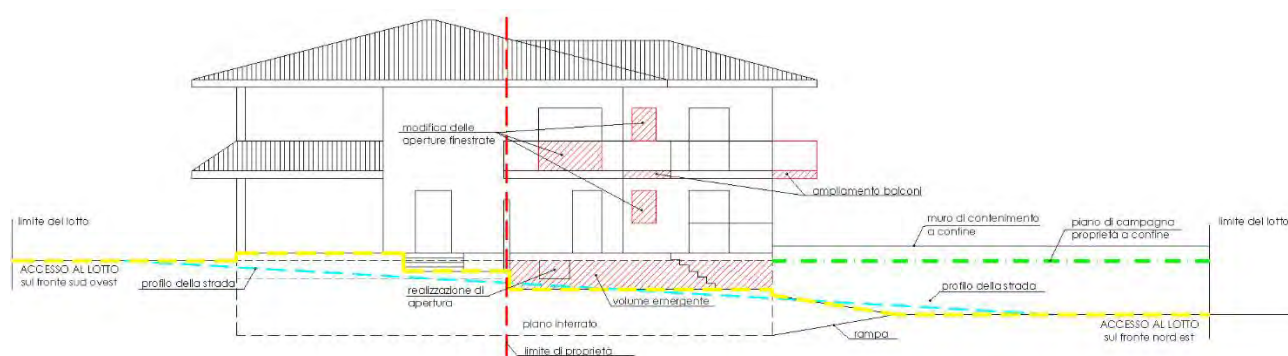 modifica delle
aperture finestrate
ampliamento balconi
limite del lotto
muro di contenimento
a confine
piano di campagna
proprietà a confine
limite del lotto
ACCESSO AL LOTTO
sul fronte sud ovest
profilo della strada
realizzazione di
apertura
volume emergente
profilo della strada
piano interrato
rampa
ACCESSO AL LOTTO
sul fronte nord est
limite di proprietà